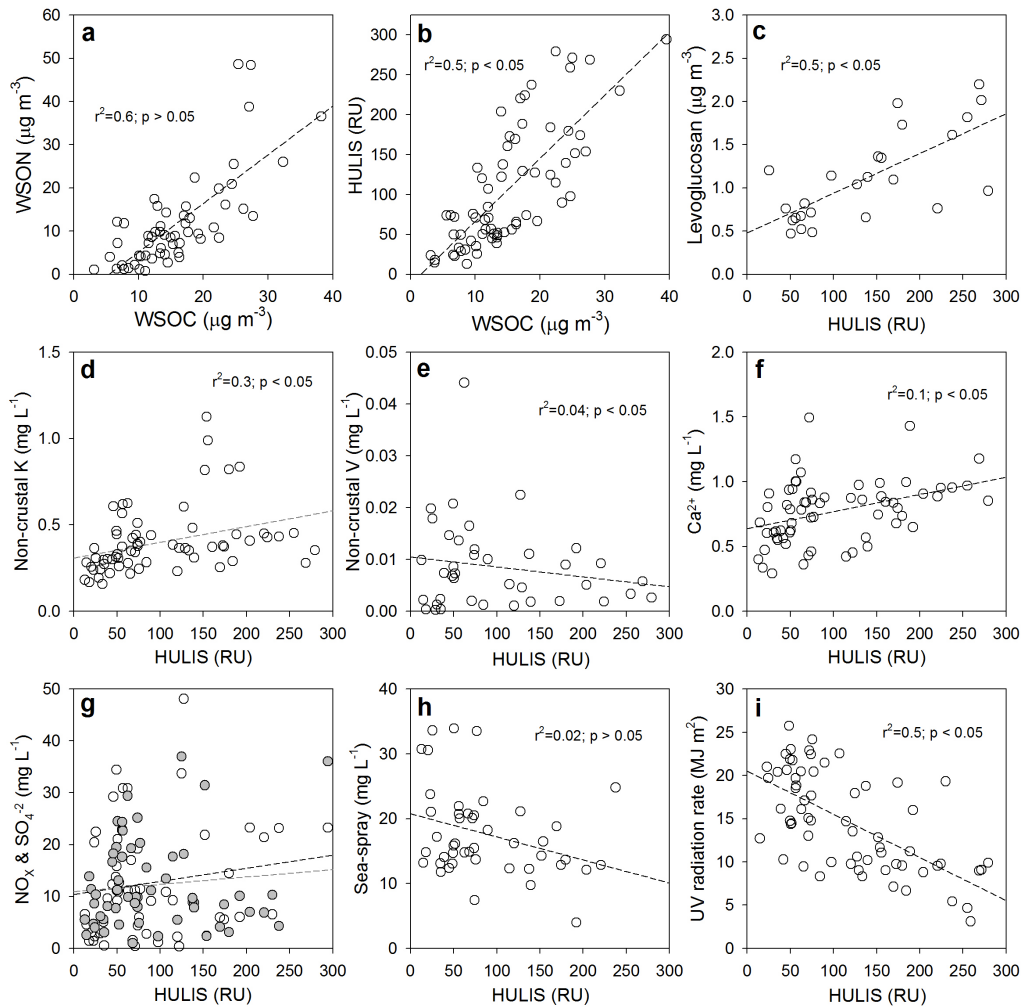 a
WSON (µg m⁻³)
60
50
40
30
20
10
0
r²=0.6; p > 0.05
0 10 20 30 40
WSOC (µg m⁻³)
b
HULIS (RU)
300
250
200
150
100
50
0
r²=0.5; p < 0.05
0 10 20 30 40
WSOC (µg m⁻³)
c
Levoglucosan (µg m⁻³)
3.0
2.5
2.0
1.5
1.0
0.5
0.0
r²=0.5; p < 0.05
0 50 100 150 200 250 300
HULIS (RU)
d
Non-crustal K (mg L⁻¹)
1.5
1.0
0.5
0.0
r²=0.3; p < 0.05
0 50 100 150 200 250 300
HULIS (RU)
e
Non-crustal V (mg L⁻¹)
0.05
0.04
0.03
0.02
0.01
0.00
r²=0.04; p < 0.05
0 50 100 150 200 250 300
HULIS (RU)
f
Ca²⁺ (mg L⁻¹)
2.0
1.5
1.0
0.5
0.0
r²=0.1; p < 0.05
0 50 100 150 200 250 300
HULIS (RU)
g
NOₓ & SO₄⁻² (mg L⁻¹)
50
40
30
20
10
0
0 50 100 150 200 250 300
HULIS (RU)
h
Sea-spray (mg L⁻¹)
40
30
20
10
0
r²=0.02; p > 0.05
0 50 100 150 200 250 300
HULIS (RU)
i
UV radiation rate (MJ m²)
30
25
20
15
10
5
0
r²=0.5; p < 0.05
0 50 100 150 200 250 300
HULIS (RU)